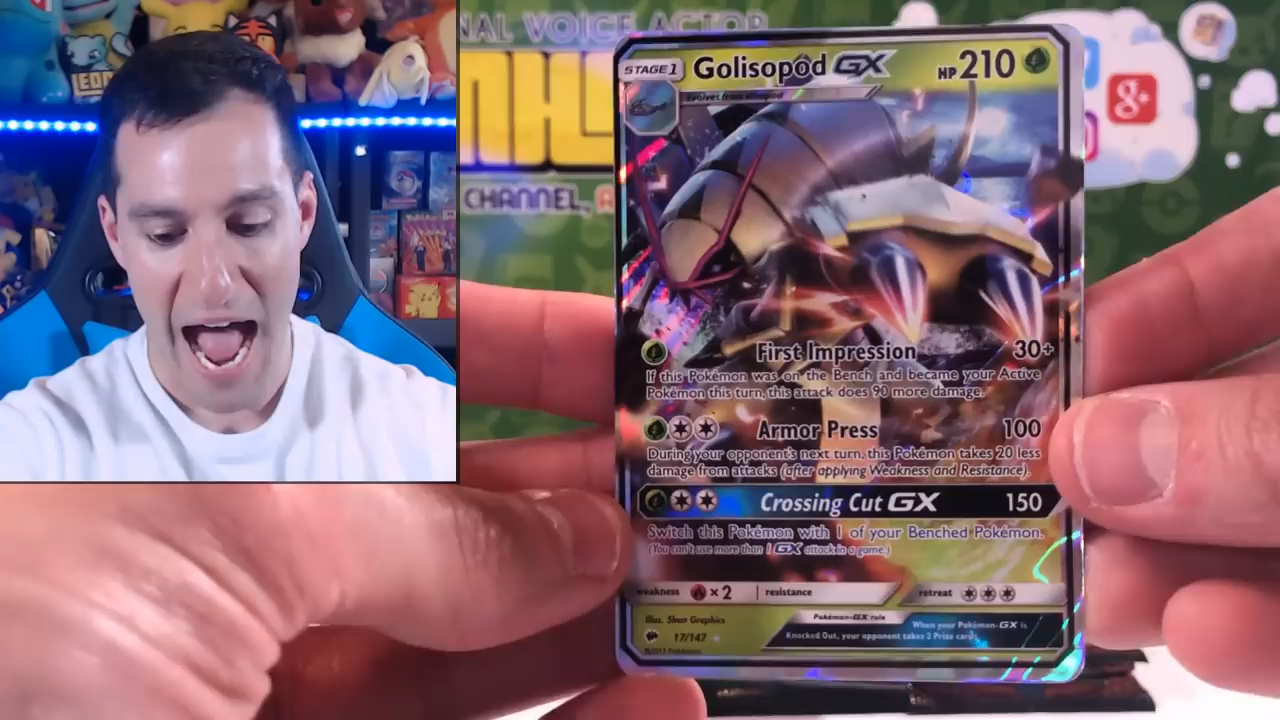 NAL VOICE ACTOR
CHANNEL, A
STAGE 1 Golisopod GX HP 210
Evolves from Wimpod
First Impression 30+
If this Pokémon was on the Bench and became your Active
Pokémon this turn, this attack does 90 more damage.
Armor Press 100
During your opponent's next turn, this Pokémon takes 20 less
damage from attacks (after applying Weakness and Resistance).
Crossing Cut GX 150
Switch this Pokémon with 1 of your Benched Pokémon.
(You can't use more than 1 GX attack in a game.)
weakness ×2 resistance retreat
Illus. 5ban Graphics
Pokémon-GX rule
When your Pokémon-GX is
Knocked Out, your opponent takes 2 Prize cards.
17/147
©2017 Pokémon
g+